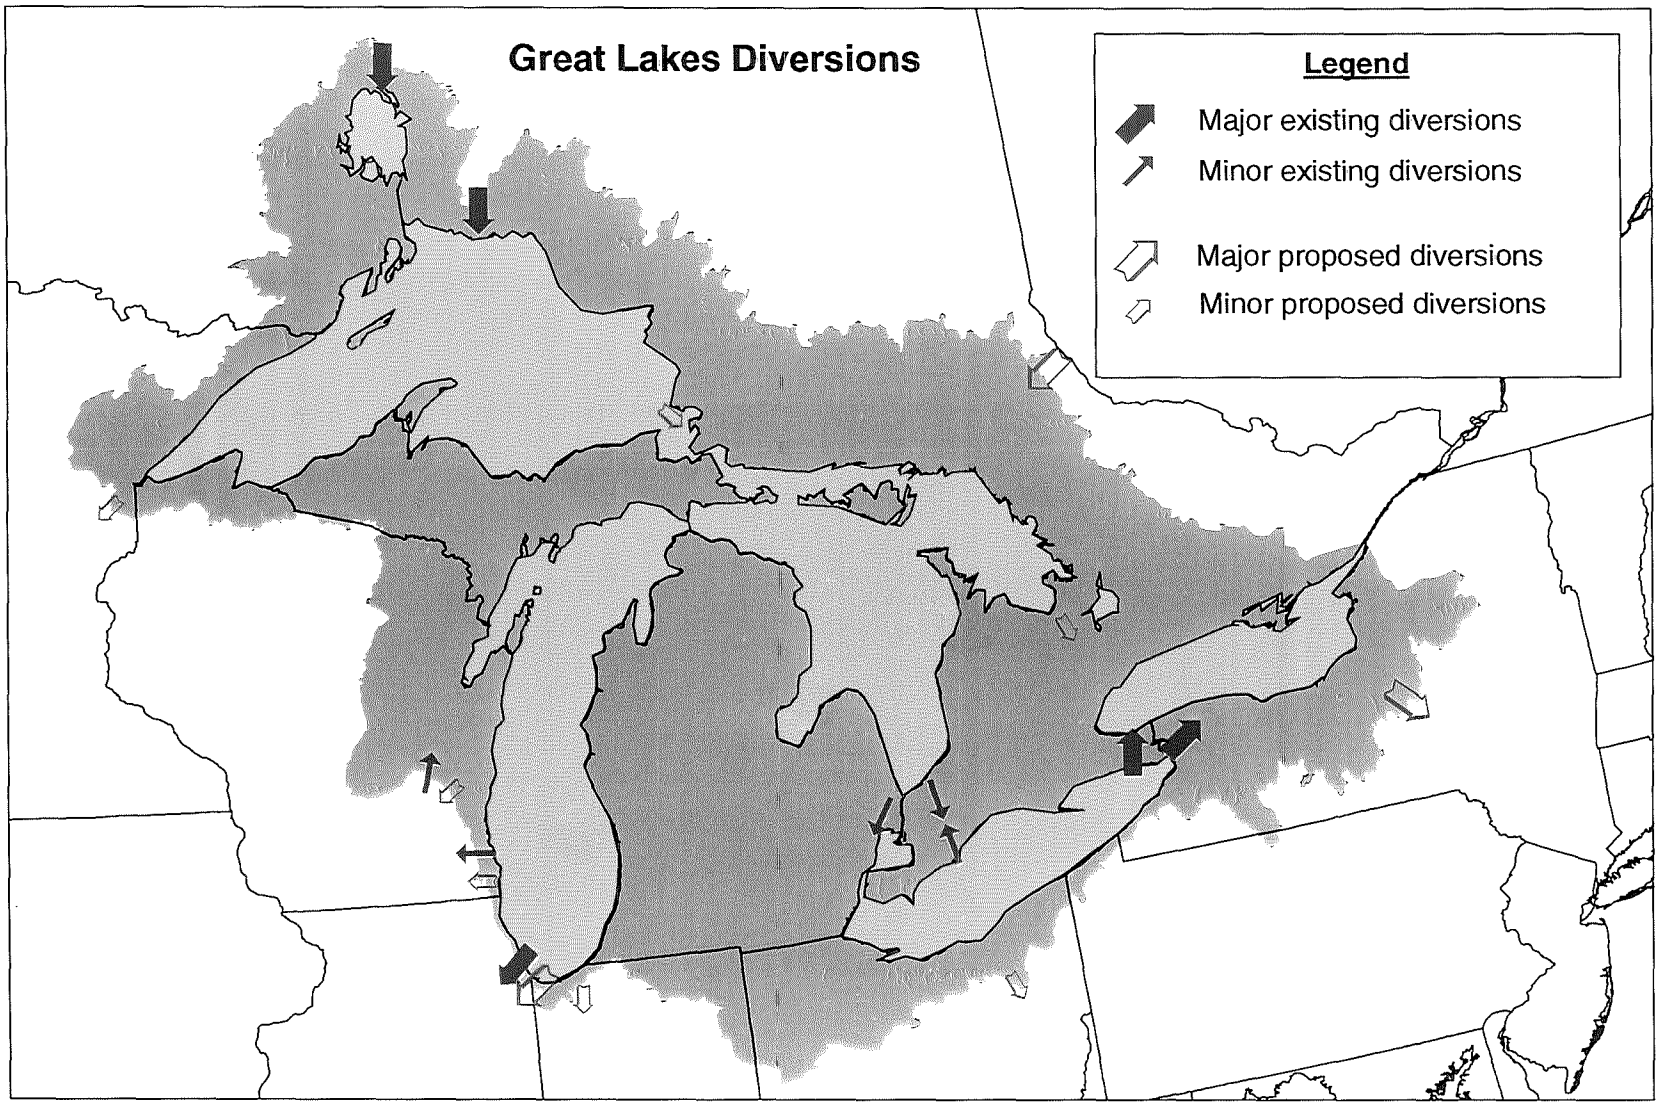 Great Lakes Diversions
Legend
Major existing diversions
Minor existing diversions
Major proposed diversions
Minor proposed diversions